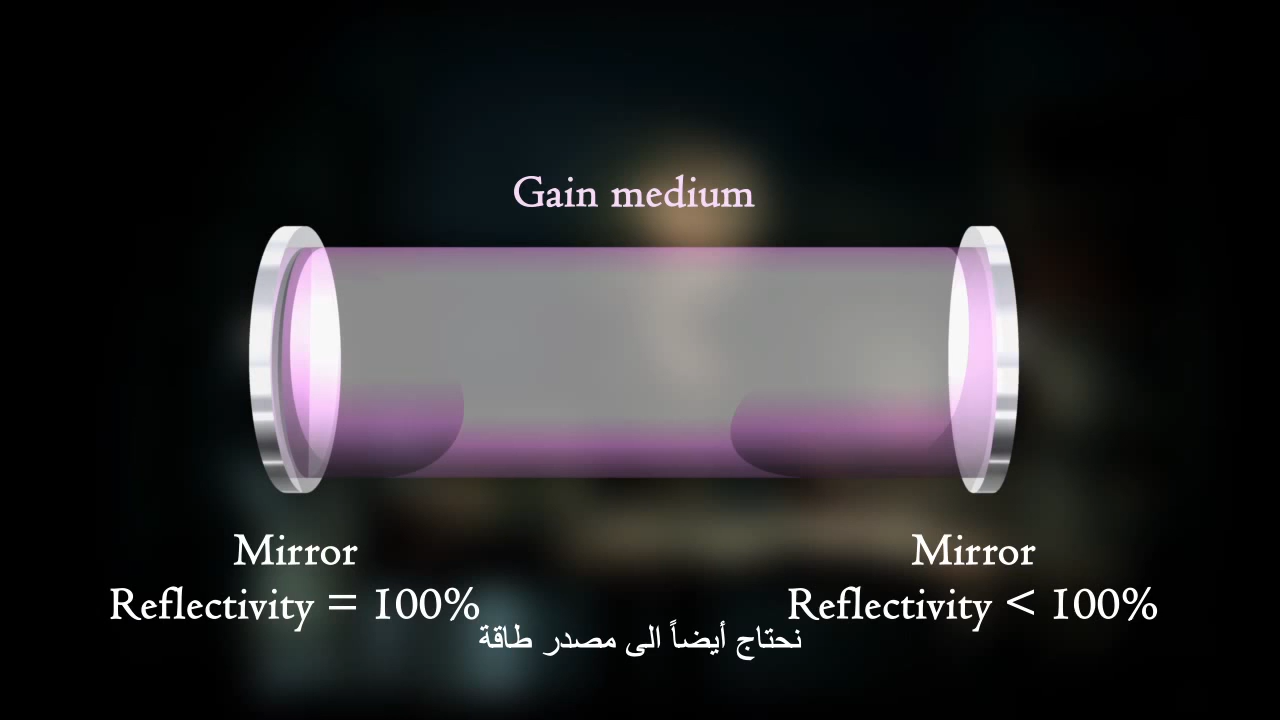 Gain medium
Mirror
Reflectivity = 100%
Mirror
Reflectivity < 100%
نحتاج أيضاً الى مصدر طاقة